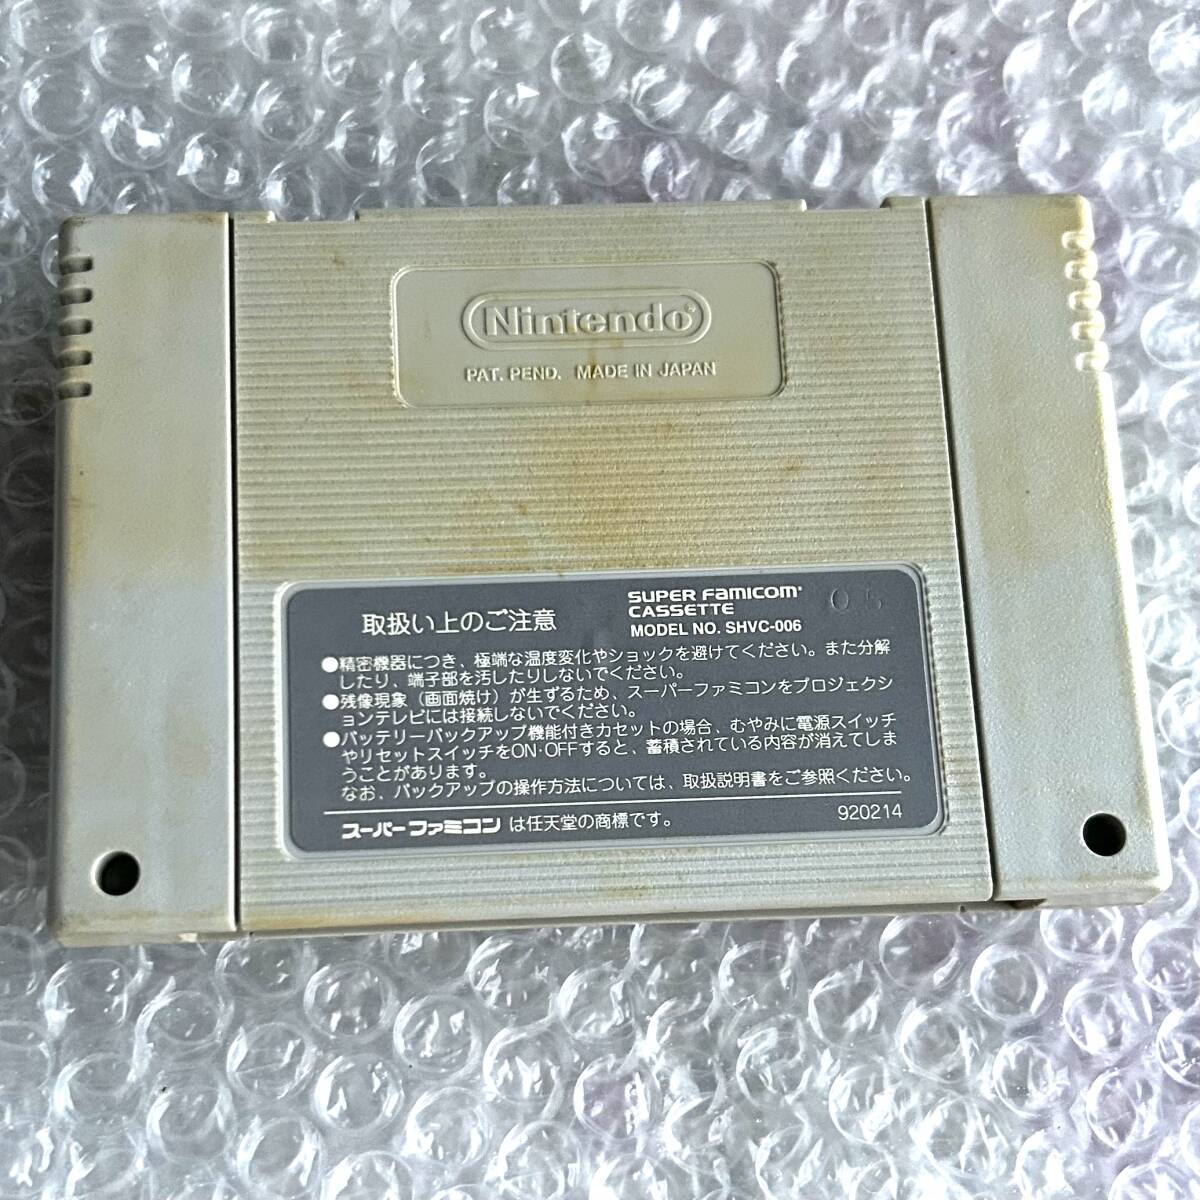 Nintendo®
PAT. PEND. MADE IN JAPAN
取扱い上のご注意
SUPER FAMICOM
CASSETTE
MODEL NO. SHVC-006
05
●精密機器につき、極端な温度変化やショックを避けてください。また分解
したり、端子部を汚したりしないでください。
●残像現象（画面焼け）が生ずるため、スーパーファミコンをプロジェクシ
ョンテレビには接続しないでください。
●バッテリーバックアップ機能付きカセットの場合、むやみに電源スイッチ
やリセットスイッチをON・OFFすると、蓄積されている内容が消えてしま
うことがあります。
なお、バックアップの操作方法については、取扱説明書をご参照ください。
スーパーファミコン は任天堂の商標です。
920214